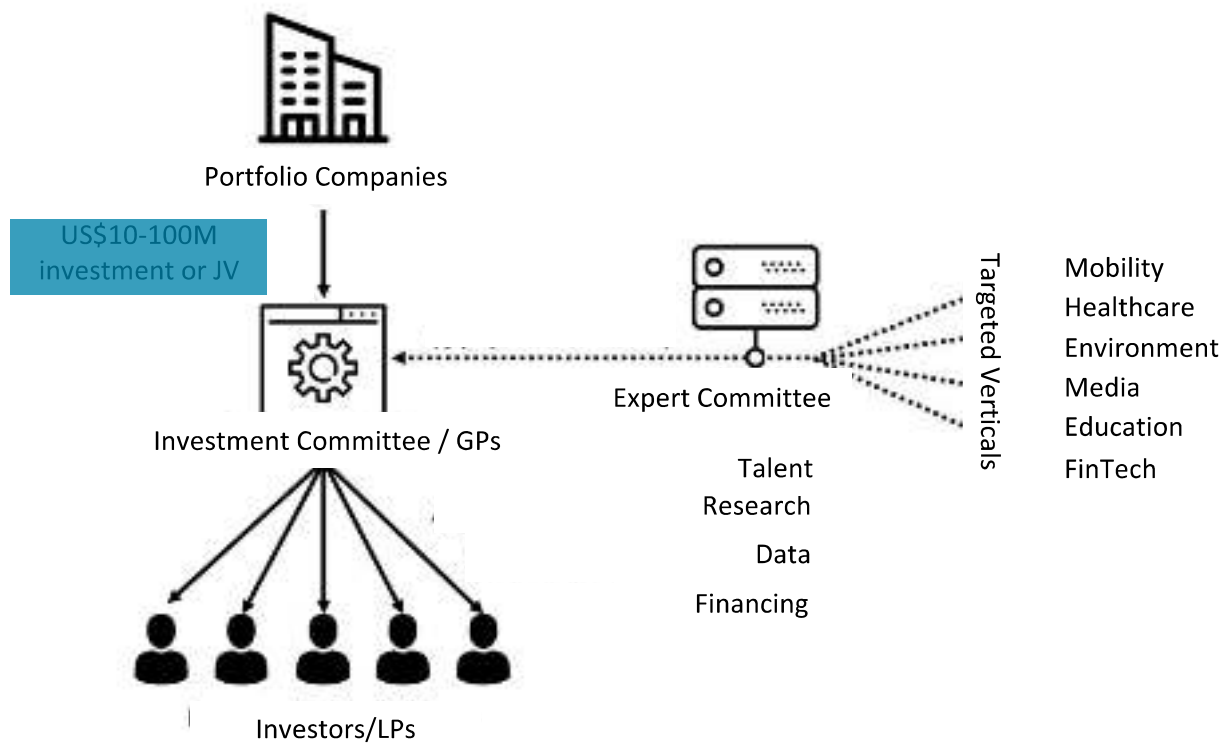 Portfolio Companies
US$10-100M
investment or JV
Investment Committee / GPs
Investors/LPs
Expert Committee
Talent
Research
Data
Financing
Targeted Verticals
Mobility
Healthcare
Environment
Media
Education
FinTech